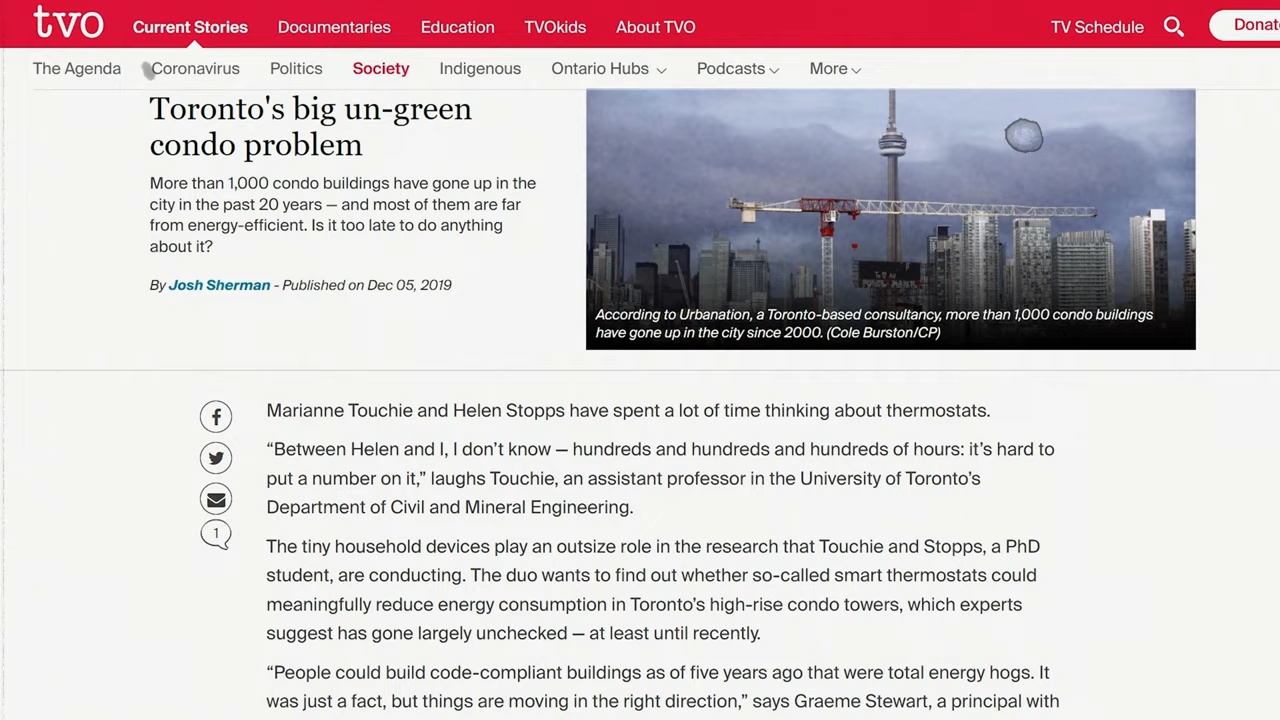 tvo
Current Stories Documentaries Education TVOkids About TVO TV Schedule Donate
The Agenda Coronavirus Politics Society Indigenous Ontario Hubs Podcasts More
Toronto's big un-green
condo problem
More than 1,000 condo buildings have gone up in the
city in the past 20 years — and most of them are far
from energy-efficient. Is it too late to do anything
about it?
By Josh Sherman - Published on Dec 05, 2019
According to Urbanation, a Toronto-based consultancy, more than 1,000 condo buildings
have gone up in the city since 2000. (Cole Burston/CP)
Marianne Touchie and Helen Stopps have spent a lot of time thinking about thermostats.
“Between Helen and I, I don’t know — hundreds and hundreds and hundreds of hours: it’s hard to
put a number on it,” laughs Touchie, an assistant professor in the University of Toronto’s
Department of Civil and Mineral Engineering.
1
The tiny household devices play an outsize role in the research that Touchie and Stopps, a PhD
student, are conducting. The duo wants to find out whether so-called smart thermostats could
meaningfully reduce energy consumption in Toronto’s high-rise condo towers, which experts
suggest has gone largely unchecked — at least until recently.
“People could build code-compliant buildings as of five years ago that were total energy hogs. It
was just a fact, but things are moving in the right direction,” says Graeme Stewart, a principal with